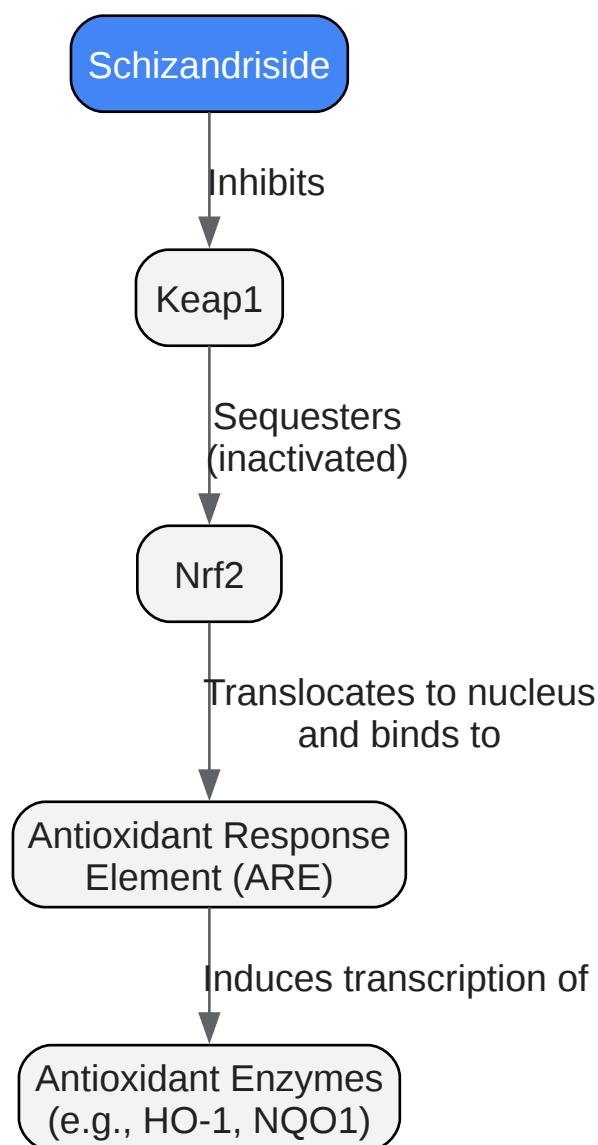 Schizandriside
Inhibits
Keap1
Sequesters
(inactivated)
Nrf2
Translocates to nucleus
and binds to
Antioxidant Response
Element (ARE)
Induces transcription of
Antioxidant Enzymes
(e.g., HO-1, NQO1)